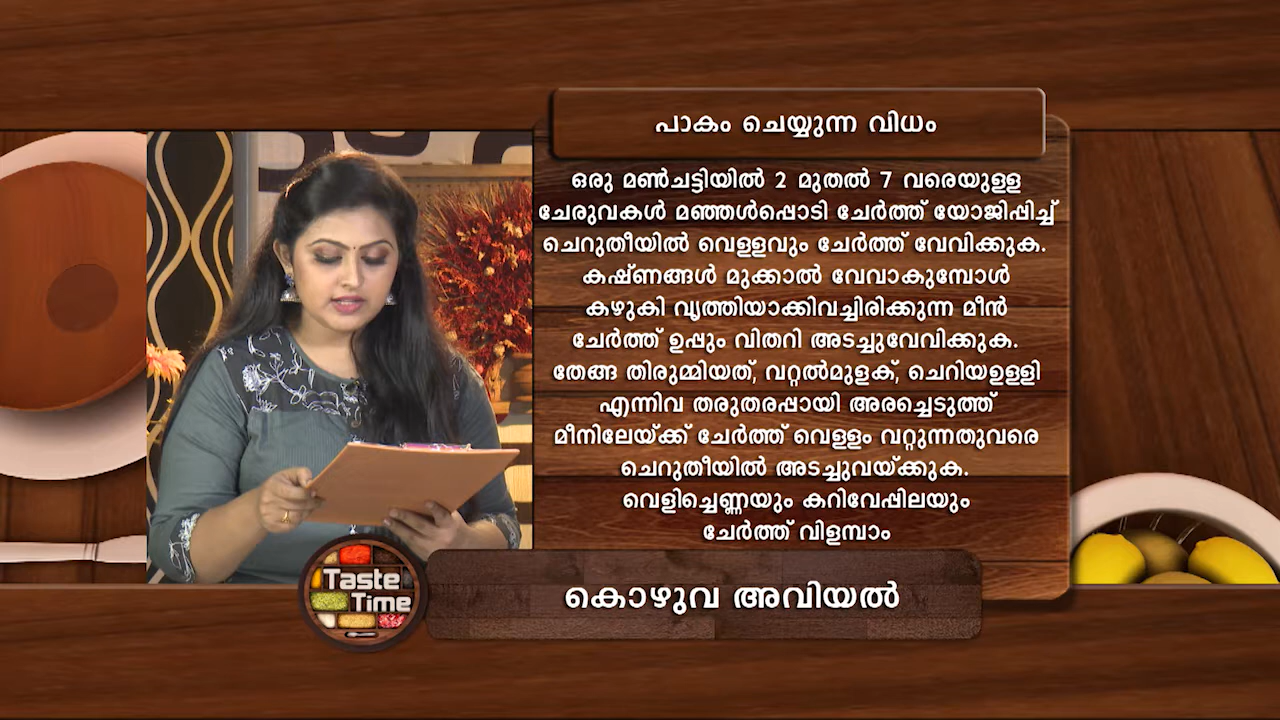 പാകം ചെയ്യുന്ന വിധം
ഒരു മൺചട്ടിയിൽ 2 മുതൽ 7 വരെയുളള
ചേരുവകൾ മഞ്ഞൾപ്പൊടി ചേർത്ത് യോജിപ്പിച്ച്
ചെറുതീയിൽ വെള്ളവും ചേർത്ത് വേവിക്കുക.
കഷ്ണങ്ങൾ മുക്കാൽ വേവാകുമ്പോൾ
കഴുകി വൃത്തിയാക്കിവച്ചിരിക്കുന്ന മീൻ
ചേർത്ത് ഉപ്പും വിതറി അടച്ചുവേവിക്കുക.
തേങ്ങ തിരുമ്മിയത്, വറ്റൽമുളക്, ചെറിയഉളളി
എന്നിവ തരുതരപ്പായി അരച്ചെടുത്ത്
മീനിലേയ്ക്ക് ചേർത്ത് വെള്ളം വറ്റുന്നതുവരെ
ചെറുതീയിൽ അടച്ചുവയ്ക്കുക.
വെളിച്ചെണ്ണയും കറിവേപ്പിലയും
ചേർത്ത് വിളമ്പാം
Taste
Time
കൊഴുവ അവിയൽ